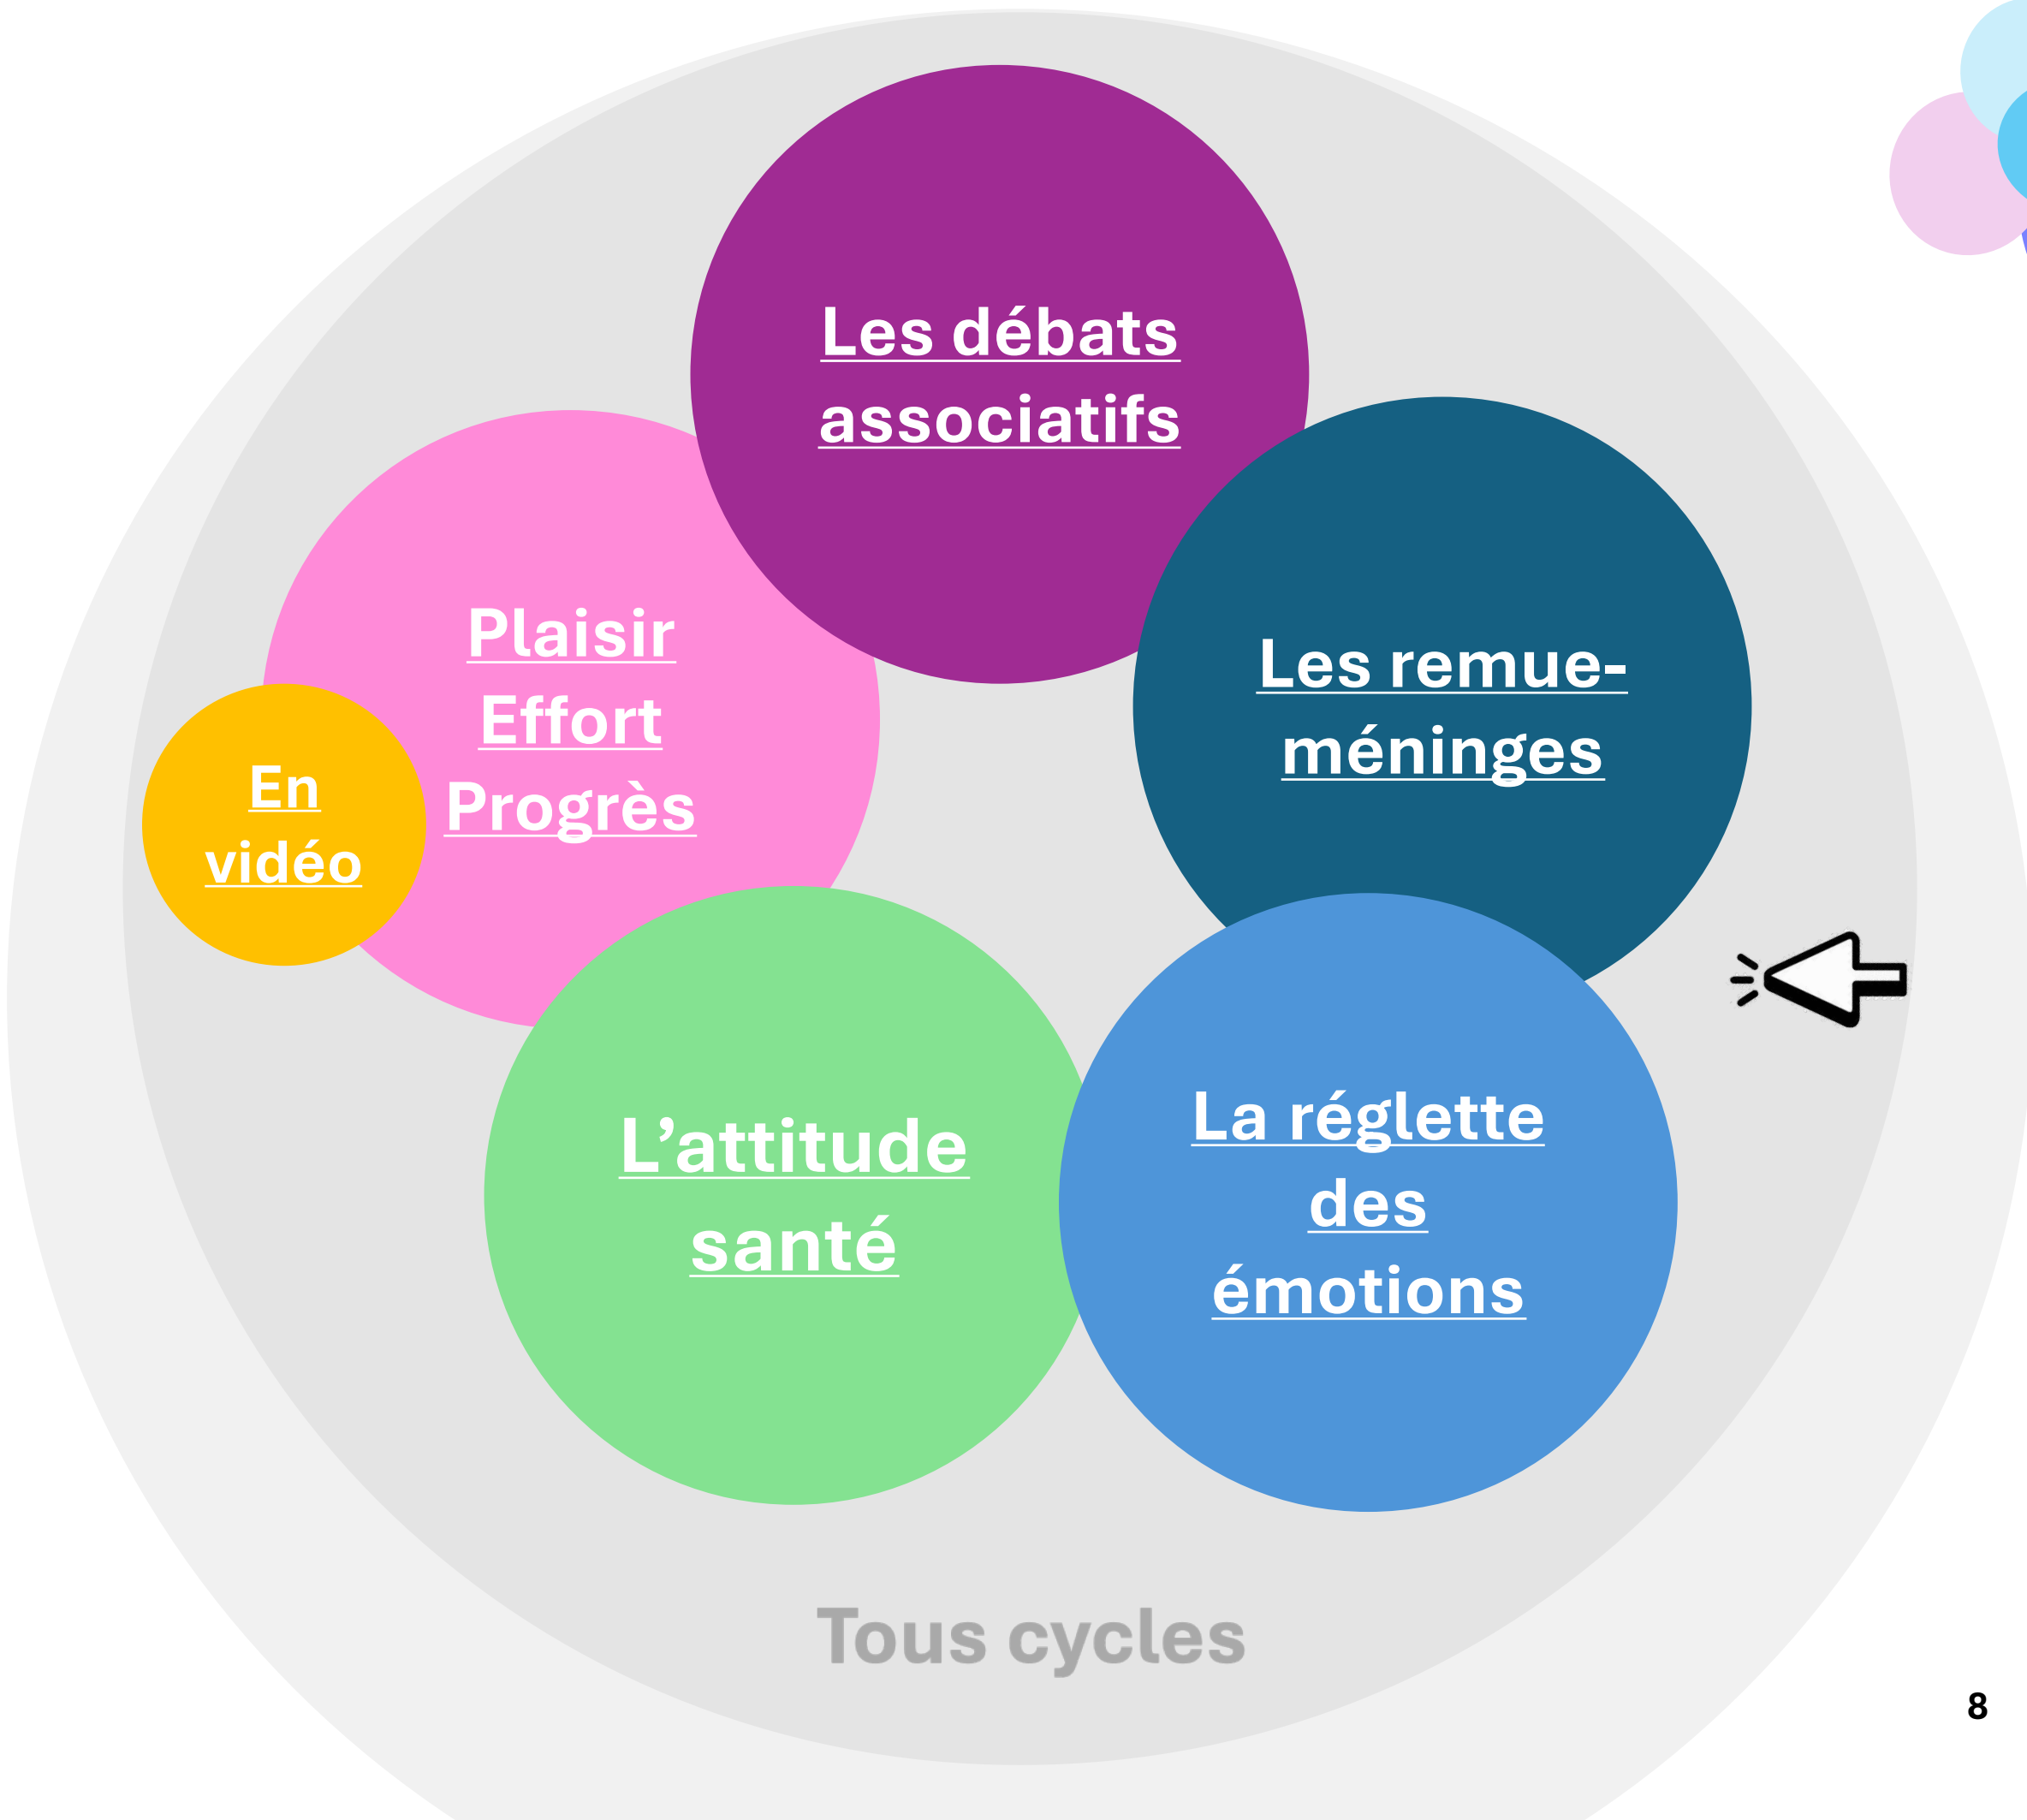 Les débats
associatifs
Plaisir
Effort
Progrès
Les remue-
méninges
En
vidéo
L’attitude
santé
La réglette
des
émotions
Tous cycles
8